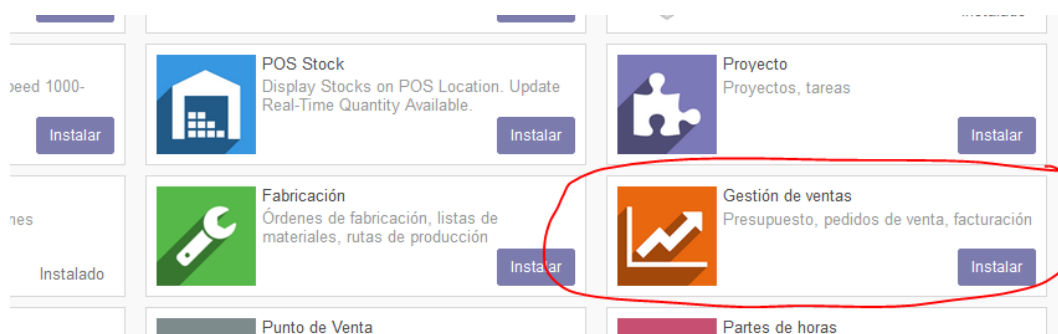 POS Stock
Display Stocks on POS Location. Update
Real-Time Quantity Available.
Instalar
Proyecto
Proyectos, tareas
Instalar
peed 1000-
Instalar
Fabricación
Órdenes de fabricación, listas de
materiales, rutas de producción
Instalar
Gestión de ventas
Presupuesto, pedidos de venta, facturación
Instalar
nes
Instalado
Punto de Venta
Partes de horas